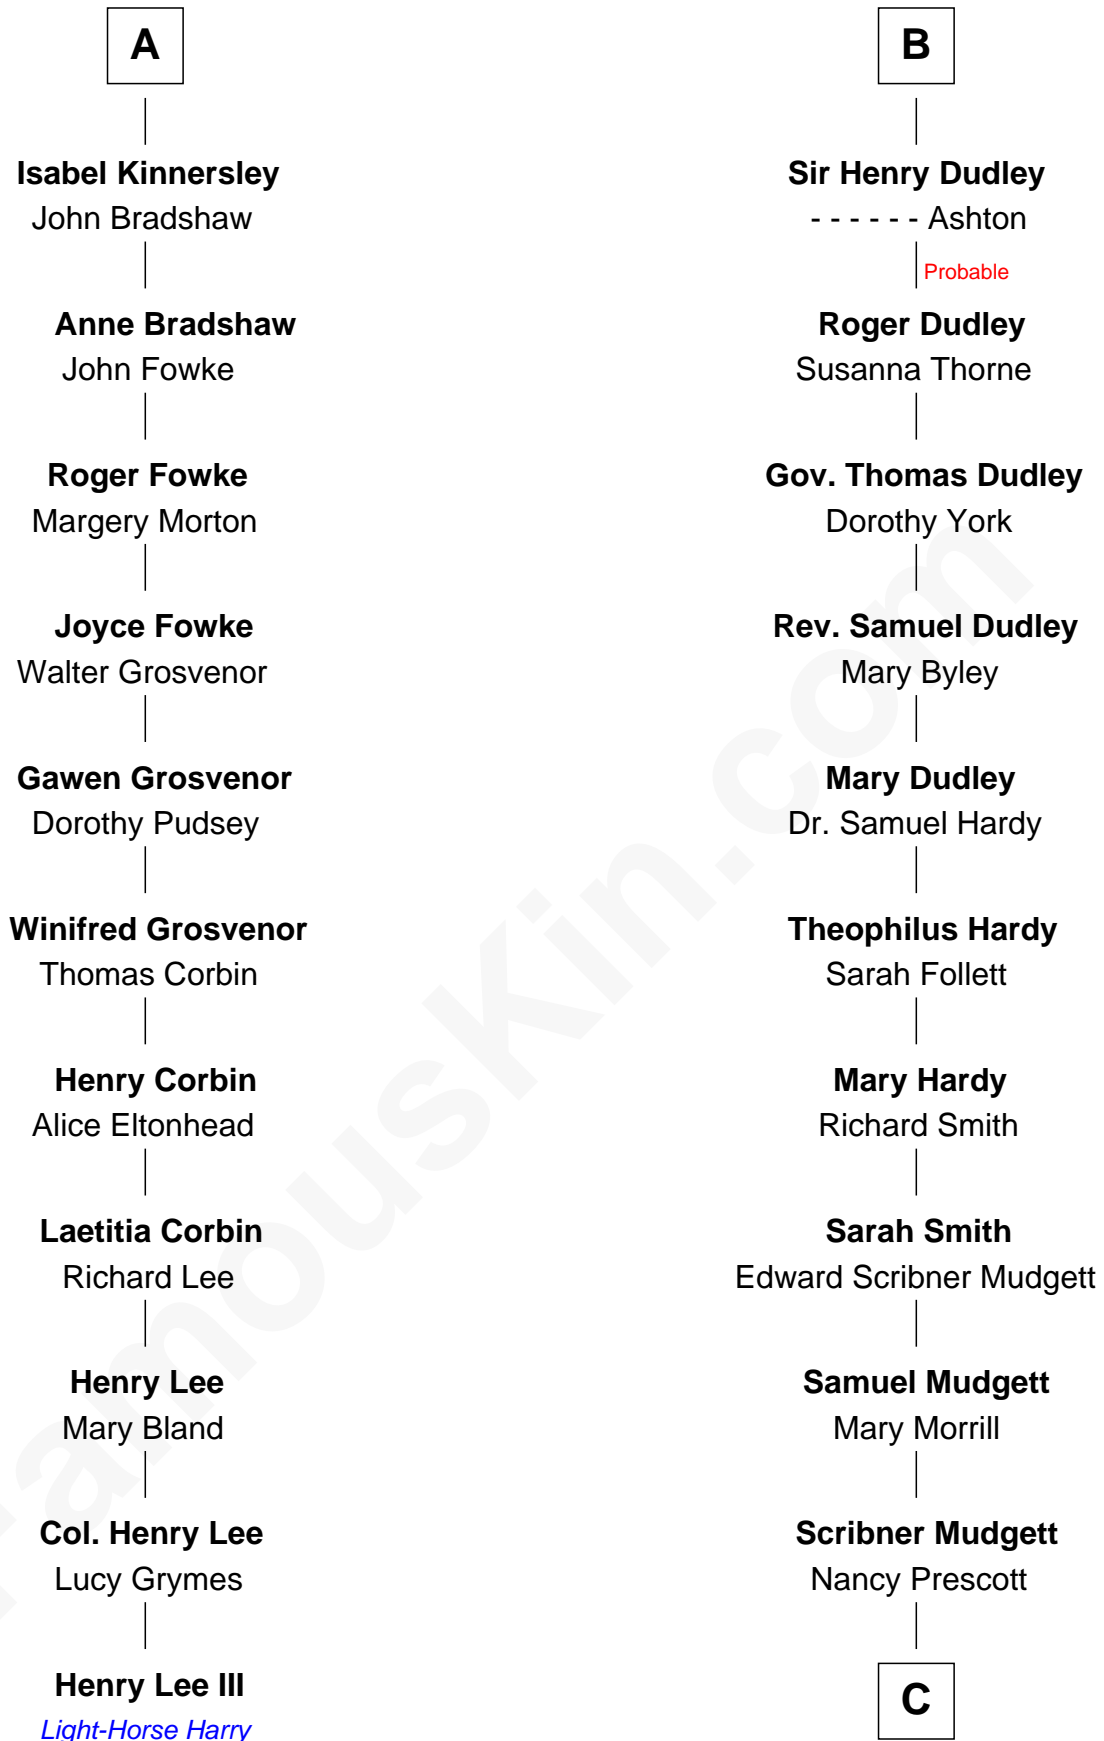 A
Isabel Kinnersley
John Bradshaw
Anne Bradshaw
John Fowke
Roger Fowke
Margery Morton
Joyce Fowke
Walter Grosvenor
Gawen Grosvenor
Dorothy Pudsey
Winifred Grosvenor
Thomas Corbin
Henry Corbin
Alice Eltonhead
Laetitia Corbin
Richard Lee
Henry Lee
Mary Bland
Col. Henry Lee
Lucy Grymes
Henry Lee III
Light-Horse Harry
B
Sir Henry Dudley
- - - - - - Ashton
Probable
Roger Dudley
Susanna Thorne
Gov. Thomas Dudley
Dorothy York
Rev. Samuel Dudley
Mary Byley
Mary Dudley
Dr. Samuel Hardy
Theophilus Hardy
Sarah Follett
Mary Hardy
Richard Smith
Sarah Smith
Edward Scribner Mudgett
Samuel Mudgett
Mary Morrill
Scribner Mudgett
Nancy Prescott
C
FamousKin.com